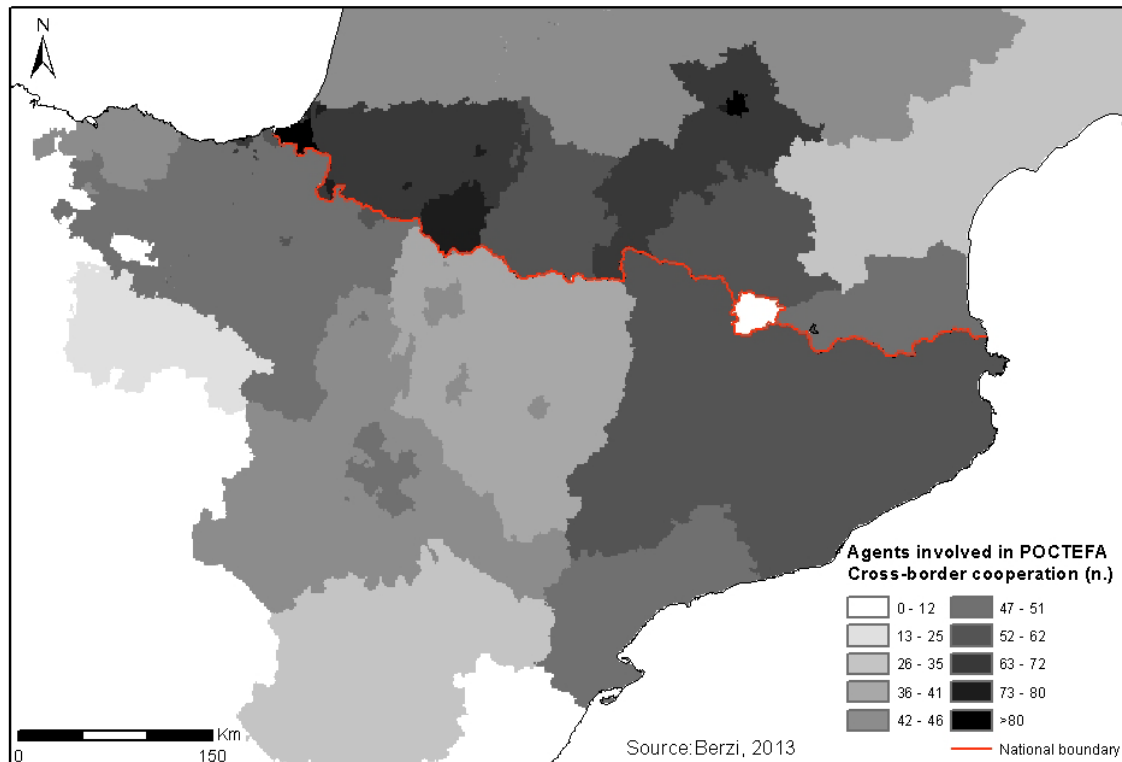 N
Agents involved in POCTEFA
Cross-border cooperation (n.)
0 - 12
47 - 51
13 - 25
52 - 62
26 - 35
63 - 72
36 - 41
73 - 80
42 - 46
>80
National boundary
Km
0
150
Source:Berzi, 2013